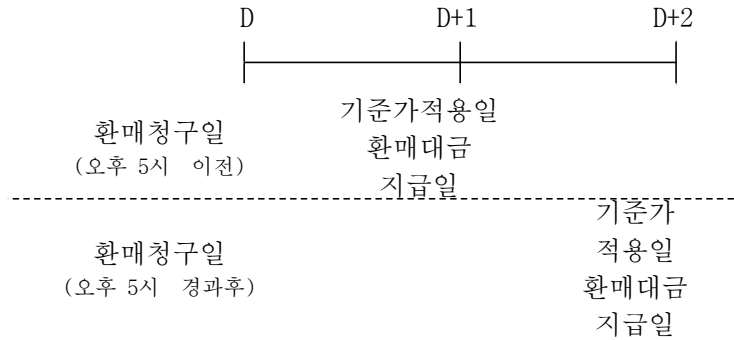 D D+1 D+2
환매청구일
(오후 5시 이전)
기준가적용일
환매대금
지급일
환매청구일
(오후 5시 경과후)
기준가
적용일
환매대금
지급일